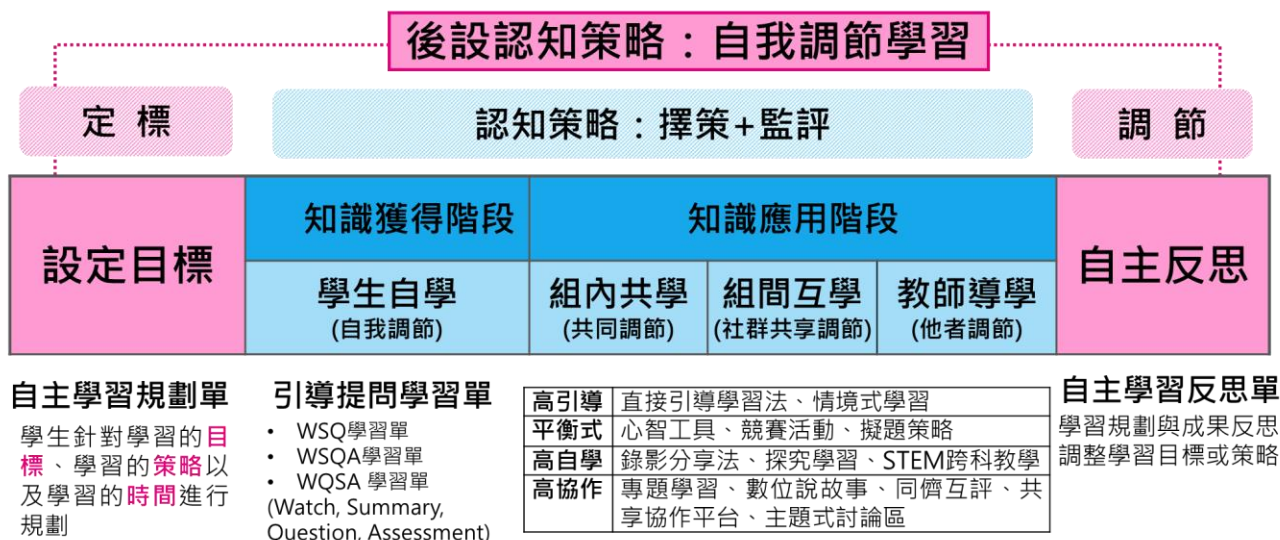 後設認知策略：自我調節學習
定 標
認知策略：擇策+監評
調 節
設定目標
知識獲得階段
知識應用階段
自主反思
學生自學
(自我調節)
組內共學
(共同調節)
組間互學
(社群共享調節)
教師導學
(他者調節)
自主學習規劃單
學生針對學習的目
標、學習的策略以
及學習的時間進行
規劃
引導提問學習單
• WSQ學習單
• WSQA學習單
• WQSA 學習單
(Watch, Summary,
Question, Assessment)
高引導 直接引導學習法、情境式學習
平衡式 心智工具、競賽活動、擬題策略
高自學 錄影分享法、探究學習、STEM跨科教學
高協作 專題學習、數位說故事、同儕互評、共
享協作平台、主題式討論區
自主學習反思單
學習規劃與成果反思
調整學習目標或策略